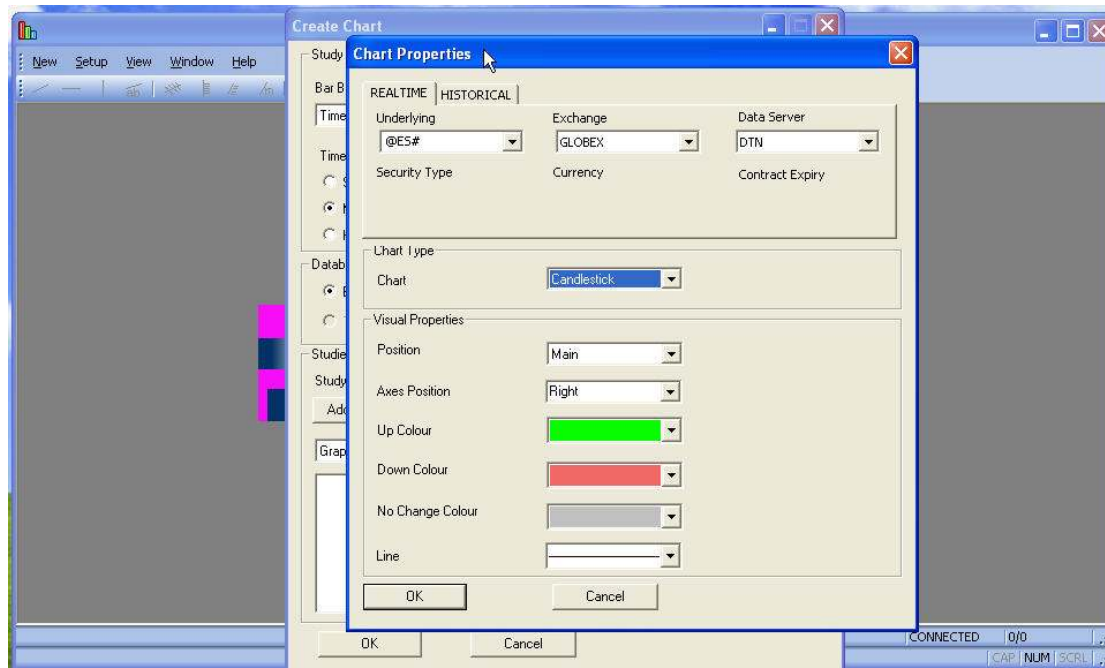 Create Chart
New Setup View Window Help
Study
Bar B
Time
Time
Datab
Studie
Study
Add
Grap
OK Cancel
Chart Properties
REALTIME HISTORICAL
Underlying Exchange Data Server
@ES# GLOBEX DTN
Security Type Currency Contract Expiry
Chart Type
Chart Candlestick
Visual Properties
Position Main
Axes Position Right
Up Colour
Down Colour
No Change Colour
Line
OK Cancel
CONNECTED 0/0
CAP NUM SCRL